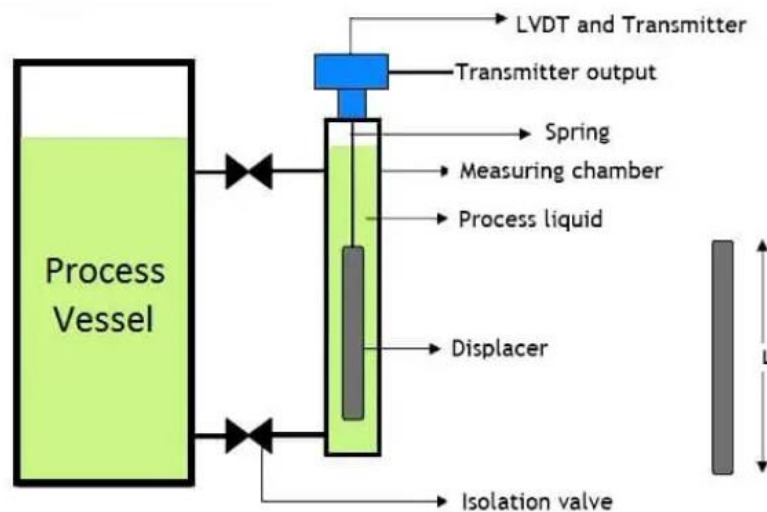 LVDT and Transmitter
Transmitter output
Spring
Measuring chamber
Process liquid
Process
Vessel
Displacer
L
Isolation valve